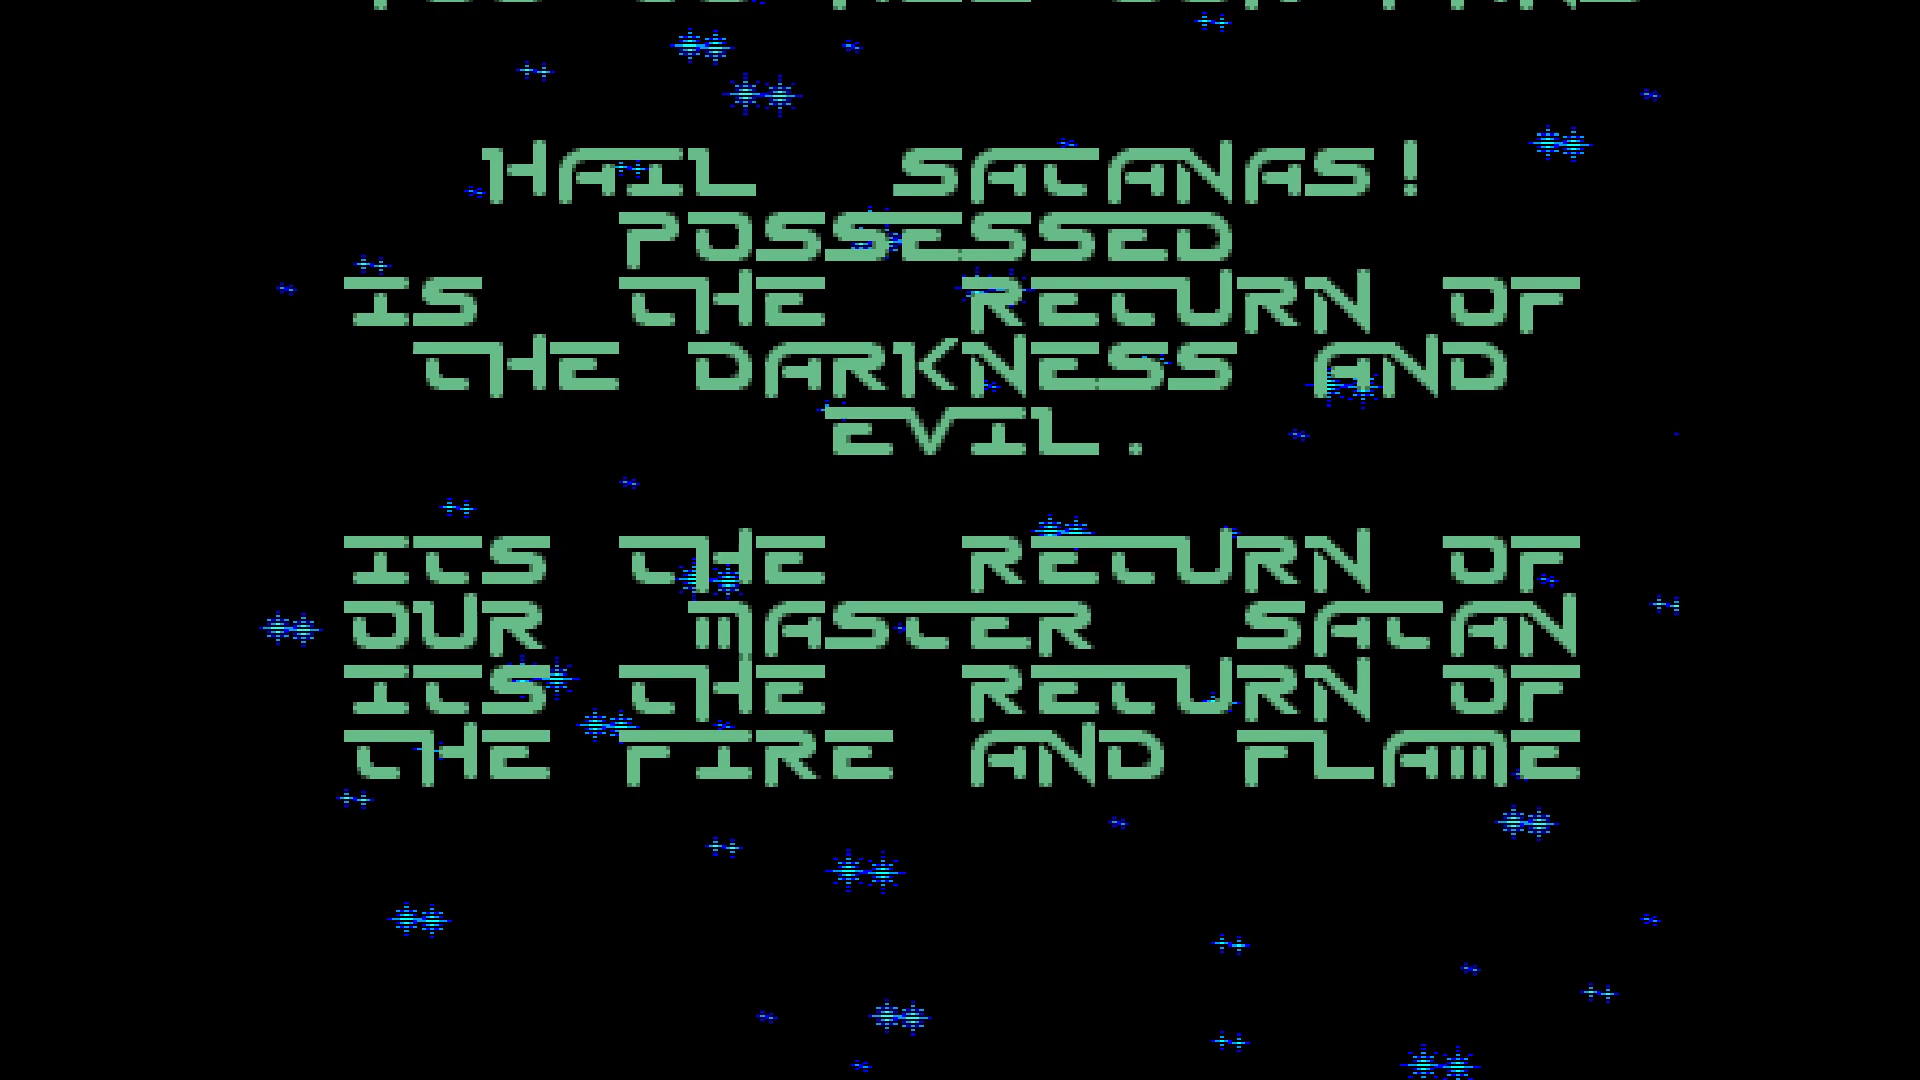 HAIL SATANAS!
POSSESSED
IS THE RETURN OF
THE DARKNESS AND
EVIL.
ITS THE RETURN OF
OUR MASTER SATAN
ITS THE RETURN OF
THE FIRE AND FLAME